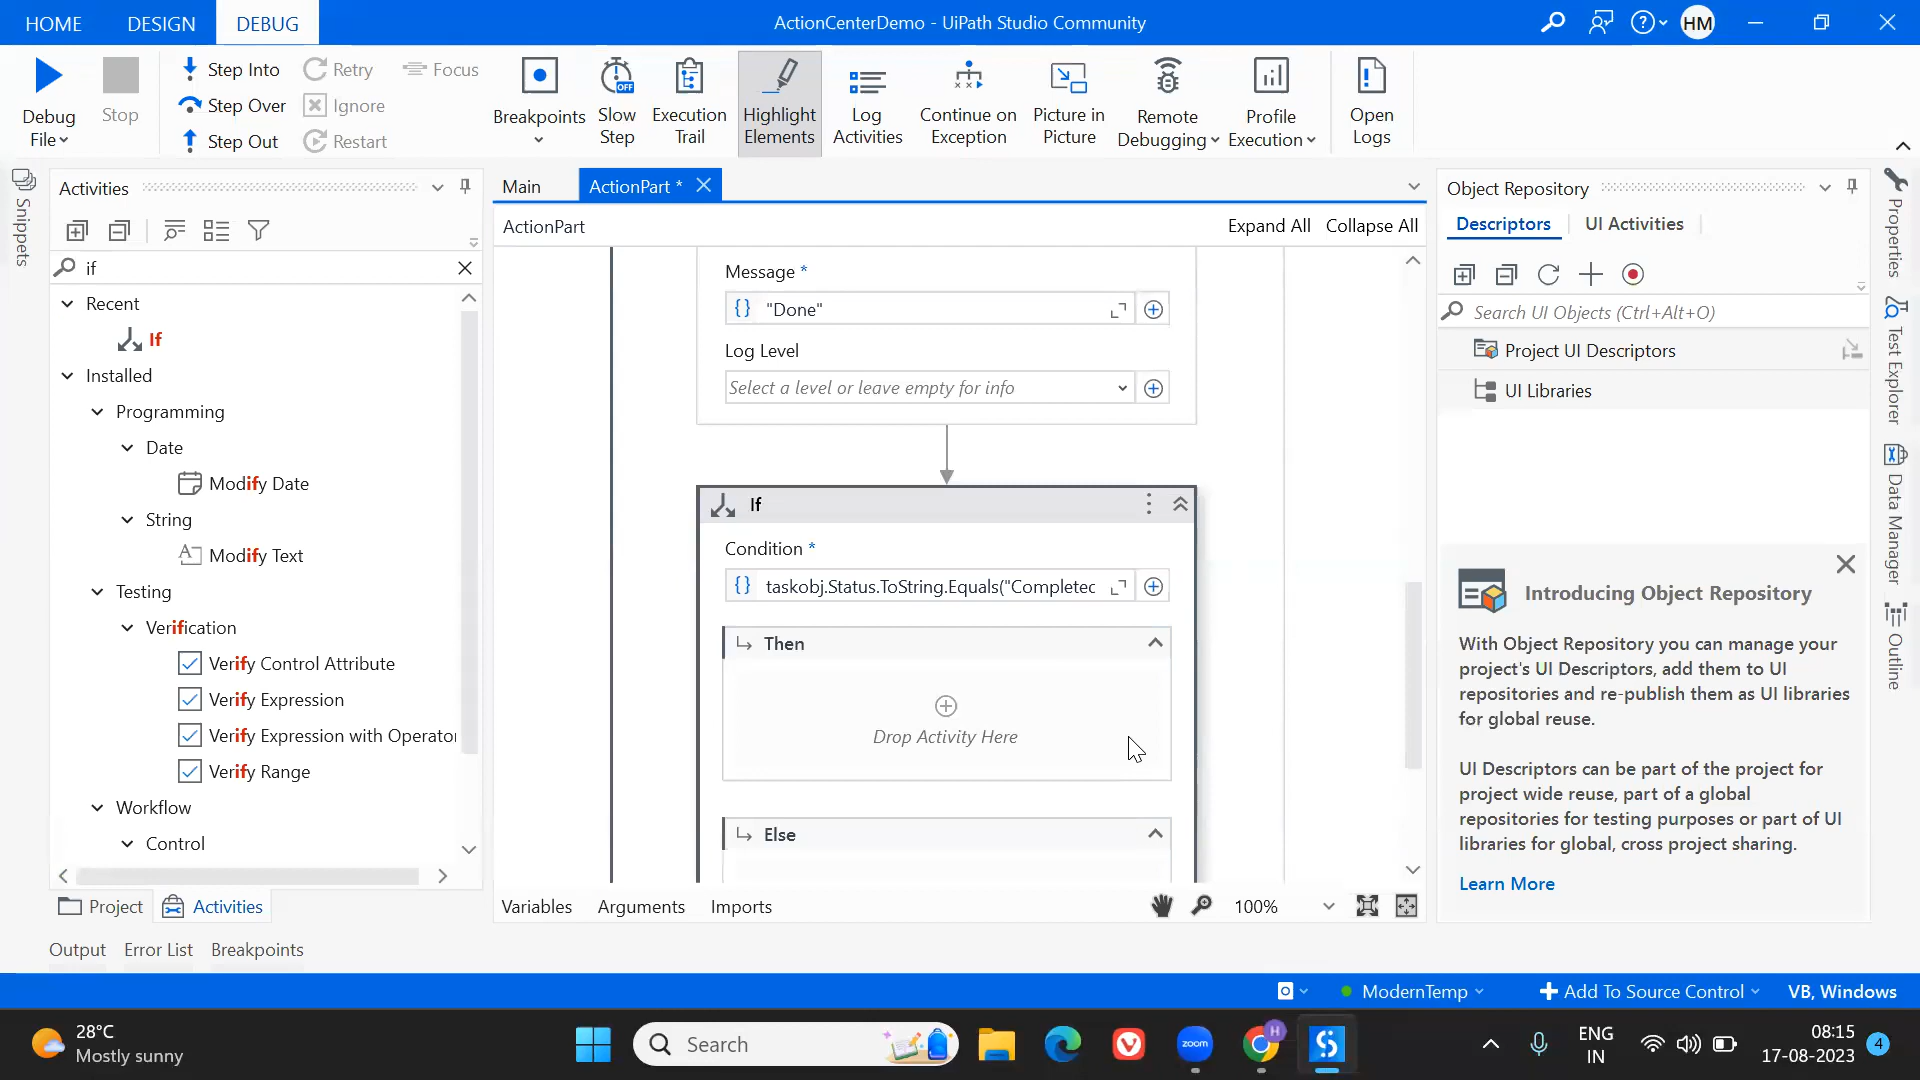 HOME DESIGN DEBUG ActionCenterDemo - UiPath Studio Community HM
Debug File Stop
Step Into Retry Focus
Step Over Ignore
Step Out Restart
Breakpoints
OFF
Slow Step
Execution Trail
Highlight Elements
Log Activities
Continue on Exception
Picture in Picture
Remote Debugging
Profile Execution
Open Logs
Snippets
Activities
if
Recent
If
Installed
Programming
Date
Modify Date
String
Modify Text
Testing
Verification
Verify Control Attribute
Verify Expression
Verify Expression with Operator
Verify Range
Workflow
Control
Project Activities
Main ActionPart *
ActionPart Expand All Collapse All
Message *
"Done"
Log Level
Select a level or leave empty for info
If
Condition *
taskobj.Status.ToString.Equals("Completec
Then
Drop Activity Here
Else
Variables Arguments Imports 100%
Object Repository
Descriptors UI Activities
Search UI Objects (Ctrl+Alt+O)
Project UI Descriptors
UI Libraries
Introducing Object Repository
With Object Repository you can manage your
project's UI Descriptors, add them to UI
repositories and re-publish them as UI libraries
for global reuse.
UI Descriptors can be part of the project for
project wide reuse, part of a global
repositories for testing purposes or part of UI
libraries for global, cross project sharing.
Learn More
Properties
Test Explorer
Data Manager
Outline
Output Error List Breakpoints
ModernTemp Add To Source Control VB, Windows
28°C
Mostly sunny
Search
zoom
H
ENG
IN
08:15
17-08-2023
4